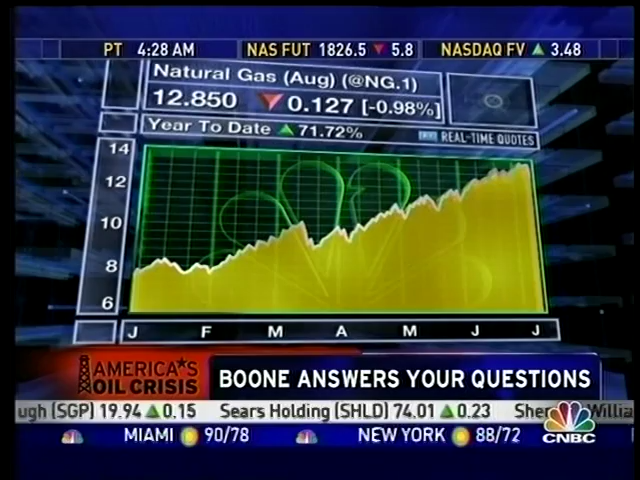 PT 4:28 AM NAS FUT 1826.5 ▼ 5.8 NASDAQ FV ▲ 3.48
Natural Gas (Aug) (@NG.1)
12.850 ▼ 0.127 [-0.98%]
Year To Date ▲ 71.72%
REAL-TIME QUOTES
14
12
10
8
6
J F M A M J J
AMERICA'S
OIL CRISIS
BOONE ANSWERS YOUR QUESTIONS
ugh (SGP) 19.94 ▲ 0.15 Sears Holding (SHLD) 74.01 ▲ 0.23 Sher Willia
MIAMI 90/78 NEW YORK 88/72
CNBC